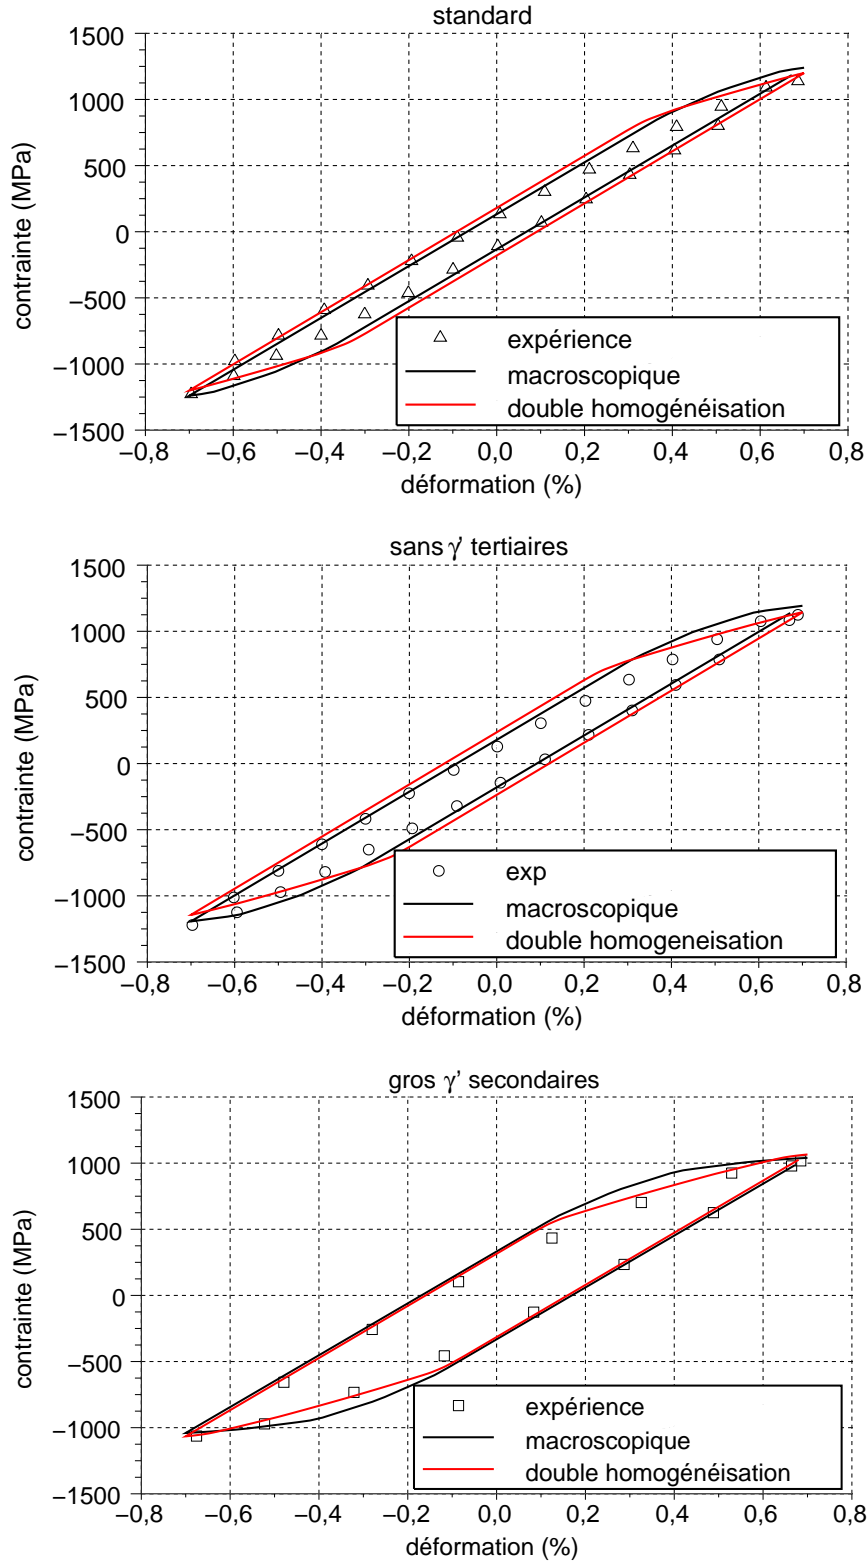 standard
1500
1000
500
0
−500
−1000
−1500
contrainte (MPa)
expérience
macroscopique
double homogénéisation
−0,8 −0,6 −0,4 −0,2 0,0 0,2 0,4 0,6 0,8
déformation (%)
sans γ' tertiaires
1500
1000
500
0
−500
−1000
−1500
contrainte (MPa)
exp
macroscopique
double homogeneisation
−0,8 −0,6 −0,4 −0,2 0,0 0,2 0,4 0,6 0,8
déformation (%)
gros γ' secondaires
1500
1000
500
0
−500
−1000
−1500
contrainte (MPa)
expérience
macroscopique
double homogénéisation
−0,8 −0,6 −0,4 −0,2 0,0 0,2 0,4 0,6 0,8
déformation (%)